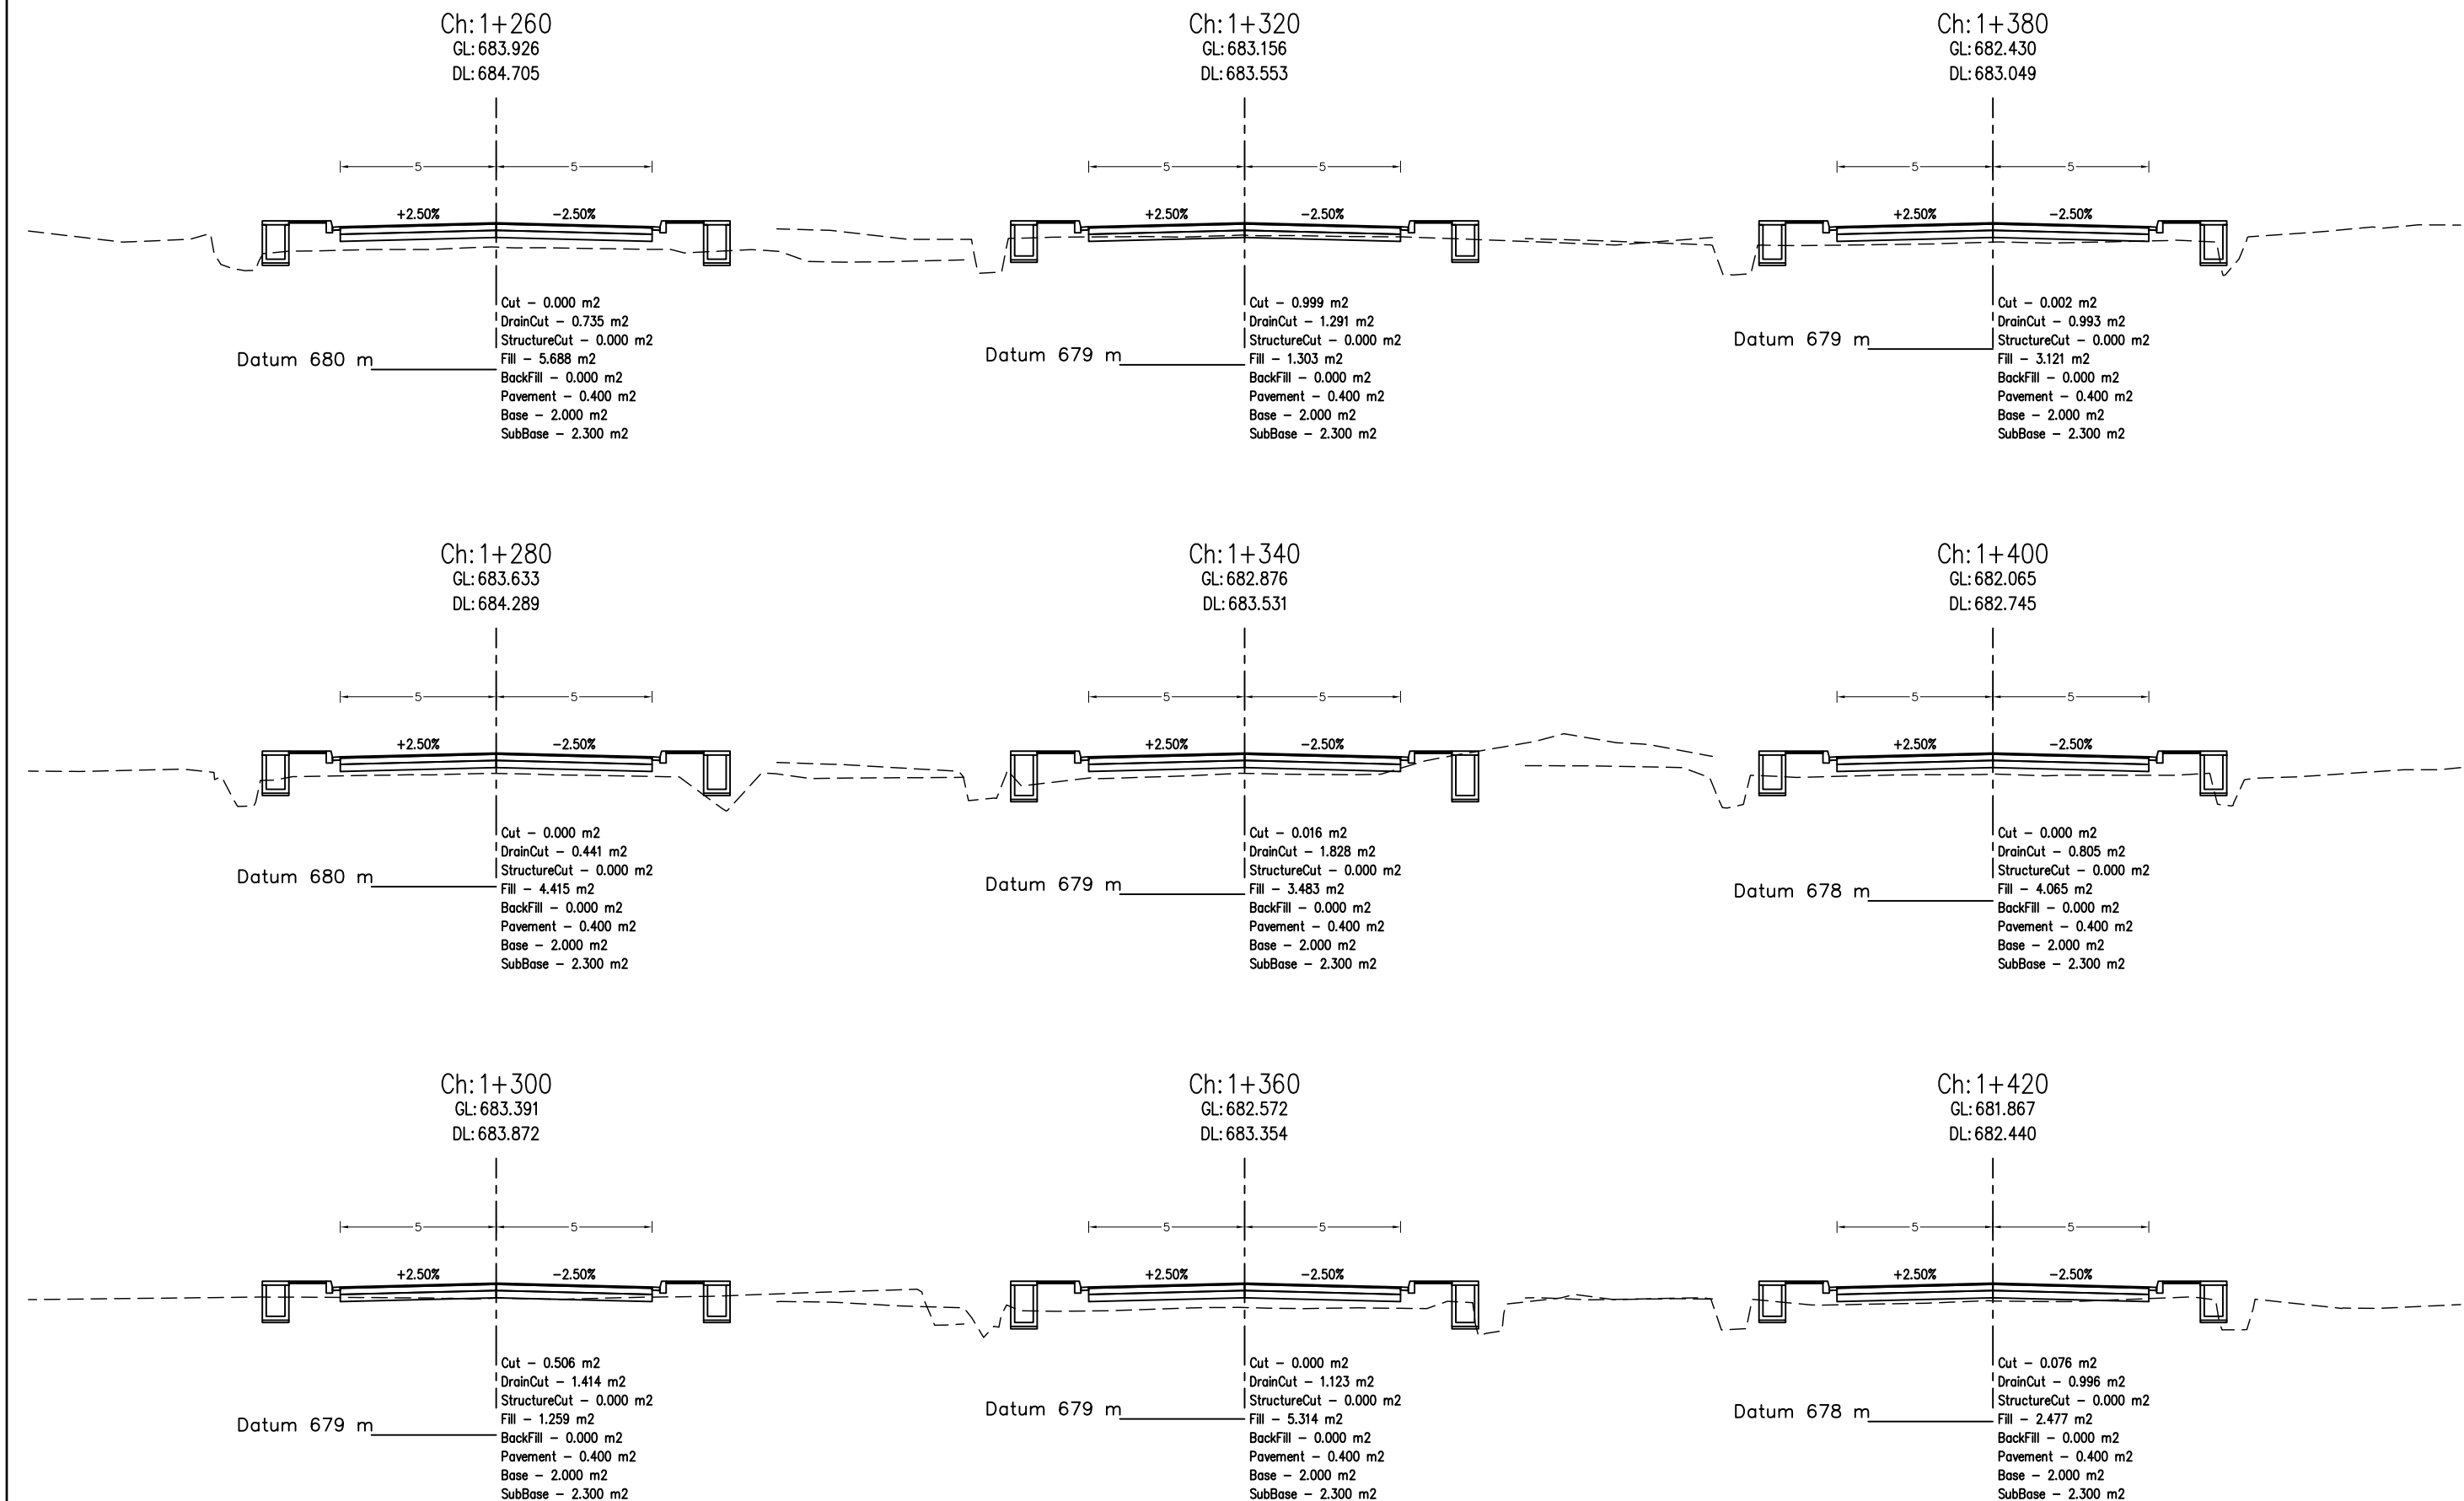 Ch:1+260
GL:683.926
DL:684.705
5 5
+2.50% -2.50%
Cut - 0.000 m2
DrainCut - 0.735 m2
StructureCut - 0.000 m2
Datum 680 m
Fill - 5.688 m2
BackFill - 0.000 m2
Pavement - 0.400 m2
Base - 2.000 m2
SubBase - 2.300 m2
Ch:1+320
GL:683.156
DL:683.553
5 5
+2.50% -2.50%
Cut - 0.999 m2
DrainCut - 1.291 m2
StructureCut - 0.000 m2
Datum 679 m
Fill - 1.303 m2
BackFill - 0.000 m2
Pavement - 0.400 m2
Base - 2.000 m2
SubBase - 2.300 m2
Ch:1+380
GL:682.430
DL:683.049
5 5
+2.50% -2.50%
Cut - 0.002 m2
DrainCut - 0.993 m2
StructureCut - 0.000 m2
Datum 679 m
Fill - 3.121 m2
BackFill - 0.000 m2
Pavement - 0.400 m2
Base - 2.000 m2
SubBase - 2.300 m2
Ch:1+280
GL:683.633
DL:684.289
5 5
+2.50% -2.50%
Cut - 0.000 m2
DrainCut - 0.441 m2
StructureCut - 0.000 m2
Datum 680 m
Fill - 4.415 m2
BackFill - 0.000 m2
Pavement - 0.400 m2
Base - 2.000 m2
SubBase - 2.300 m2
Ch:1+340
GL:682.876
DL:683.531
5 5
+2.50% -2.50%
Cut - 0.016 m2
DrainCut - 1.828 m2
StructureCut - 0.000 m2
Datum 679 m
Fill - 3.483 m2
BackFill - 0.000 m2
Pavement - 0.400 m2
Base - 2.000 m2
SubBase - 2.300 m2
Ch:1+400
GL:682.065
DL:682.745
5 5
+2.50% -2.50%
Cut - 0.000 m2
DrainCut - 0.805 m2
StructureCut - 0.000 m2
Datum 678 m
Fill - 4.065 m2
BackFill - 0.000 m2
Pavement - 0.400 m2
Base - 2.000 m2
SubBase - 2.300 m2
Ch:1+300
GL:683.391
DL:683.872
5 5
+2.50% -2.50%
Cut - 0.506 m2
DrainCut - 1.414 m2
StructureCut - 0.000 m2
Datum 679 m
Fill - 1.259 m2
BackFill - 0.000 m2
Pavement - 0.400 m2
Base - 2.000 m2
SubBase - 2.300 m2
Ch:1+360
GL:682.572
DL:683.354
5 5
+2.50% -2.50%
Cut - 0.000 m2
DrainCut - 1.123 m2
StructureCut - 0.000 m2
Datum 679 m
Fill - 5.314 m2
BackFill - 0.000 m2
Pavement - 0.400 m2
Base - 2.000 m2
SubBase - 2.300 m2
Ch:1+420
GL:681.867
DL:682.440
5 5
+2.50% -2.50%
Cut - 0.076 m2
DrainCut - 0.996 m2
StructureCut - 0.000 m2
Datum 678 m
Fill - 2.477 m2
BackFill - 0.000 m2
Pavement - 0.400 m2
Base - 2.000 m2
SubBase - 2.300 m2